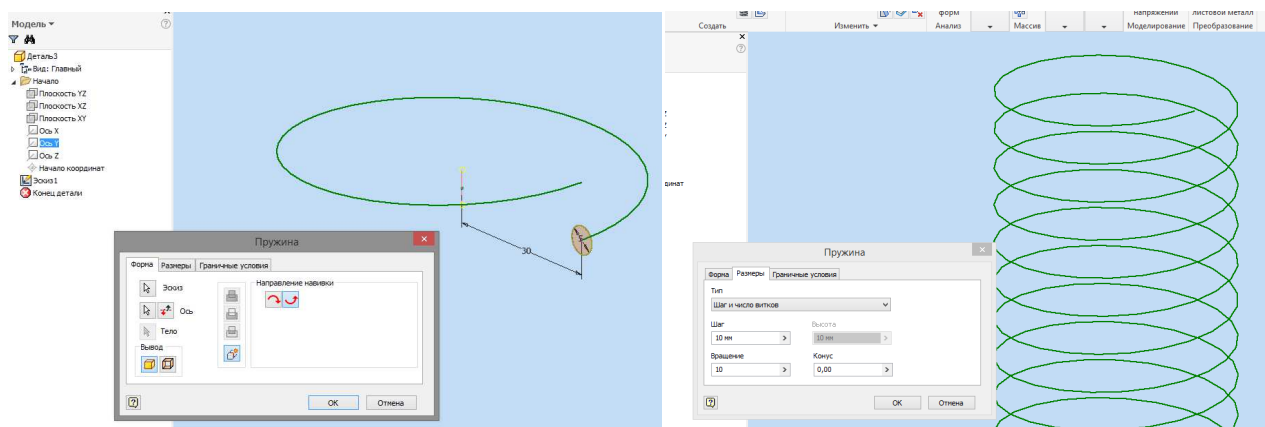 Модель
Деталь3
Вид: Главный
Начало
Плоскость YZ
Плоскость XZ
Плоскость XY
Ось X
Ось Y
Ось Z
Начало координат
Эскиз1
Конец детали
30
Пружина
Форма Размеры Граничные условия
Эскиз
Ось
Тело
Вывод
Направление навивки
OK Отмена
форм
напряжений листовой металл
Создать Изменить Анализ Массив Моделирование Преобразование
динат
Пружина
Форма Размеры Граничные условия
Тип
Шаг и число витков
Шаг Высота
10 мм 10 мм
Вращение Конус
10 0,00
OK Отмена